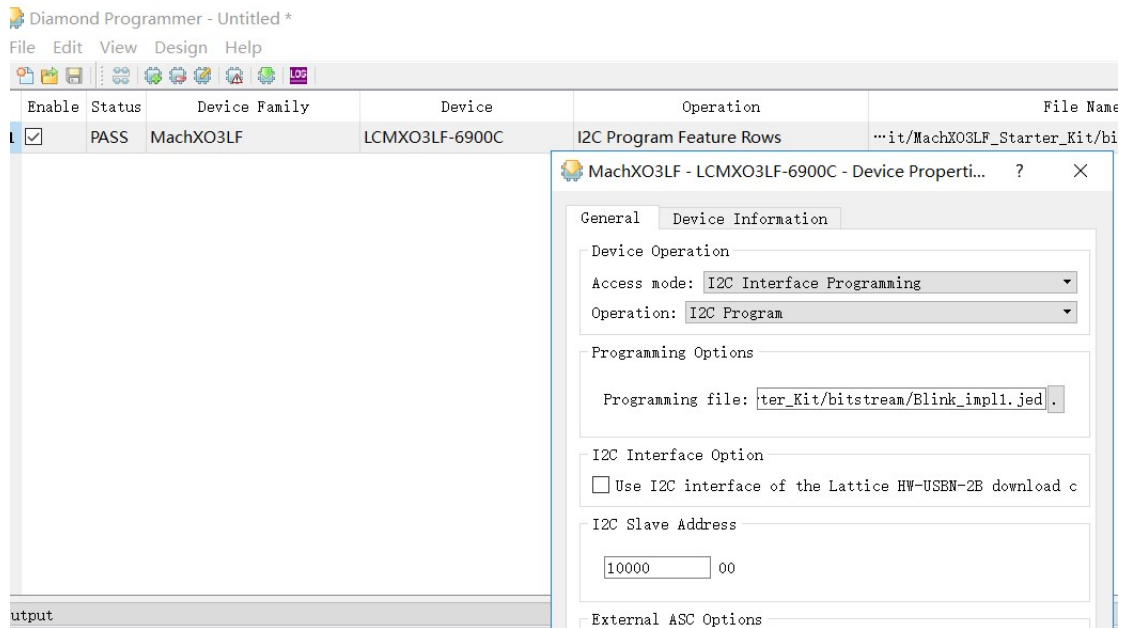 Diamond Programmer - Untitled *
File Edit View Design Help
LOG
Enable Status Device Family Device Operation File Name
1 PASS MachXO3LF LCMXO3LF-6900C I2C Program Feature Rows …it/MachXO3LF_Starter_Kit/bi
MachXO3LF - LCMXO3LF-6900C - Device Properti... ? ×
General Device Information
Device Operation
Access mode: I2C Interface Programming
Operation: I2C Program
Programming Options
Programming file: ter_Kit/bitstream/Blink_impl1.jed .
I2C Interface Option
Use I2C interface of the Lattice HW-USBN-2B download c
I2C Slave Address
10000 00
External ASC Options
utput